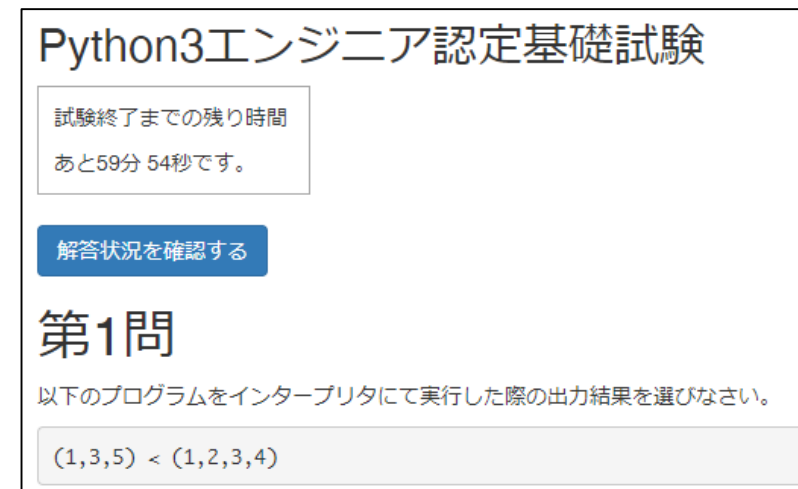 Python3エンジニア認定基礎試験
試験終了までの残り時間
あと59分 54秒です。
解答状況を確認する
第1問
以下のプログラムをインタープリタにて実行した際の出力結果を選びなさい。
(1,3,5) < (1,2,3,4)